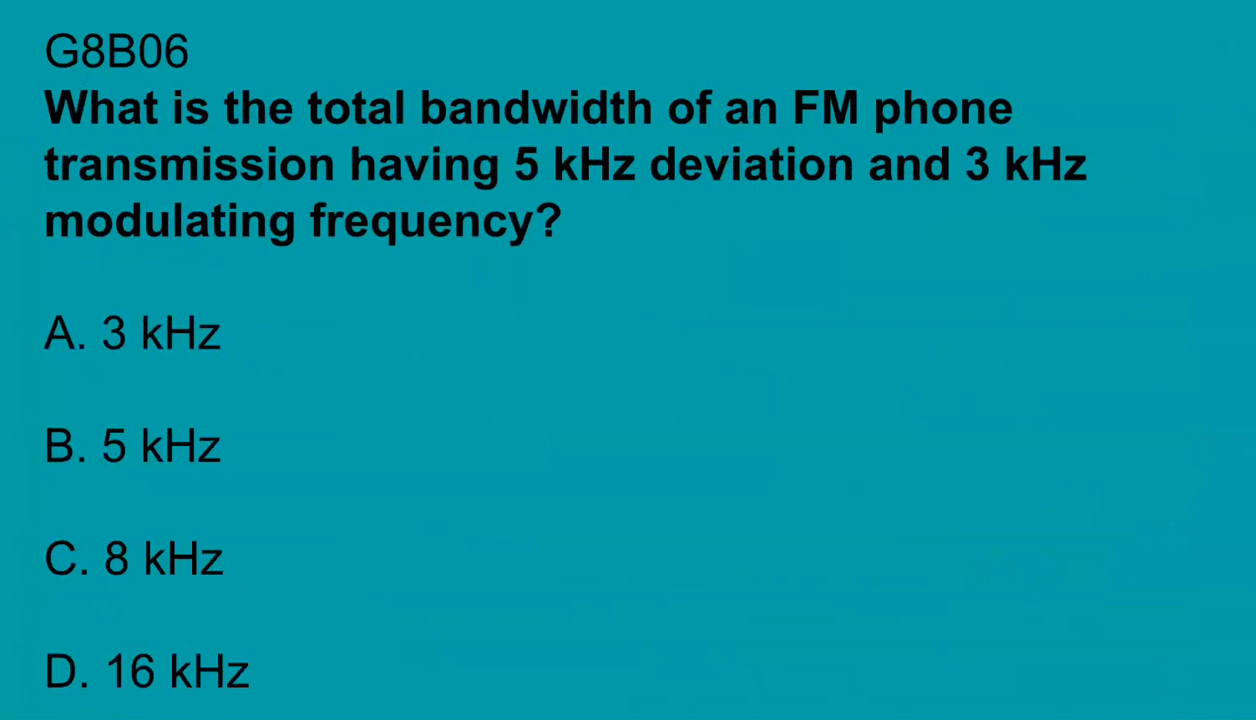 G8B06
What is the total bandwidth of an FM phone
transmission having 5 kHz deviation and 3 kHz
modulating frequency?
A. 3 kHz
B. 5 kHz
C. 8 kHz
D. 16 kHz